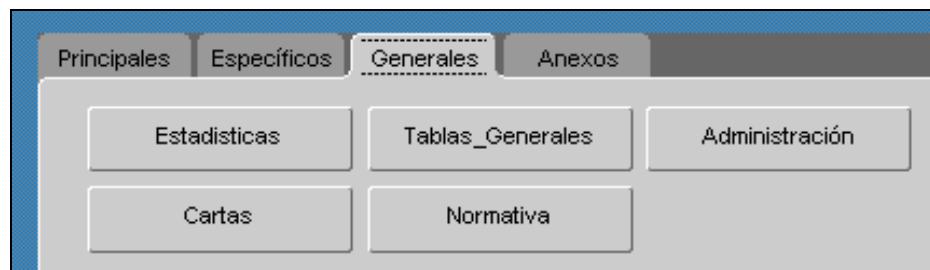 Principales Específicos Generales Anexos
Estadisticas Tablas_Generales Administración
Cartas Normativa